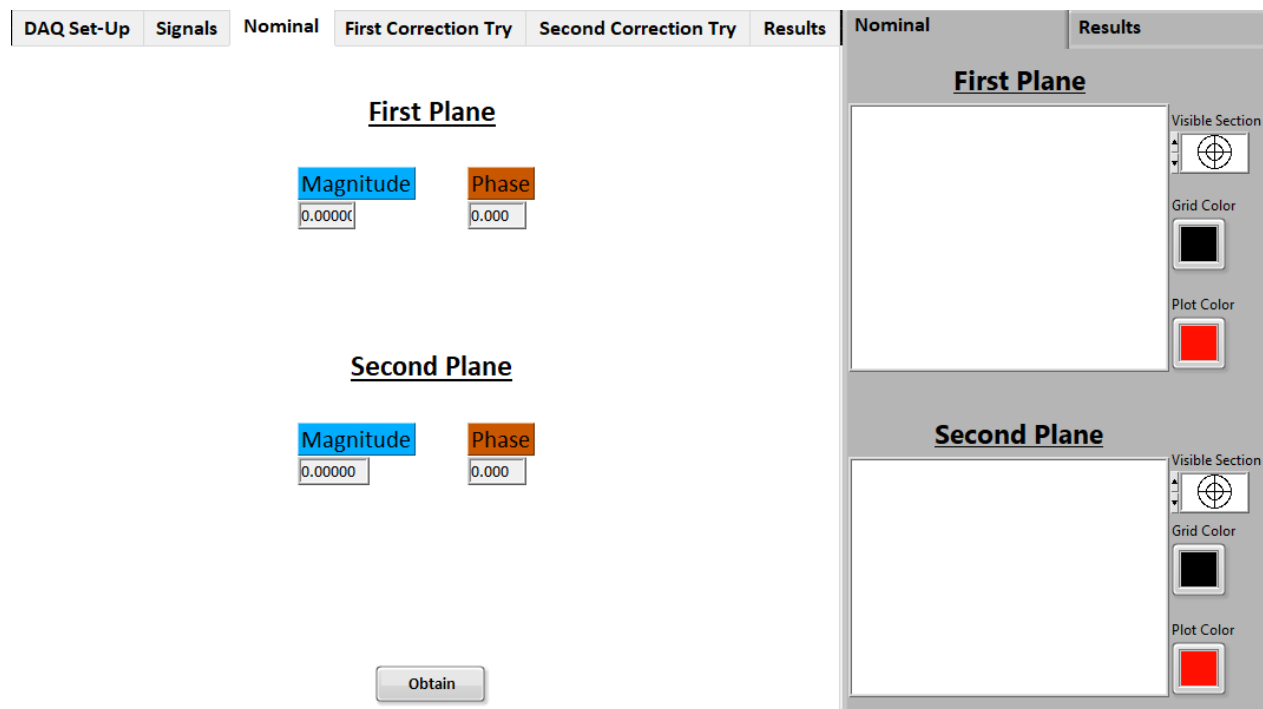 DAQ Set-Up Signals Nominal First Correction Try Second Correction Try Results
First Plane
Magnitude Phase
0.0000( 0.000
Second Plane
Magnitude Phase
0.00000 0.000
Obtain
Nominal Results
First Plane
Visible Section
Grid Color
Plot Color
Second Plane
Visible Section
Grid Color
Plot Color